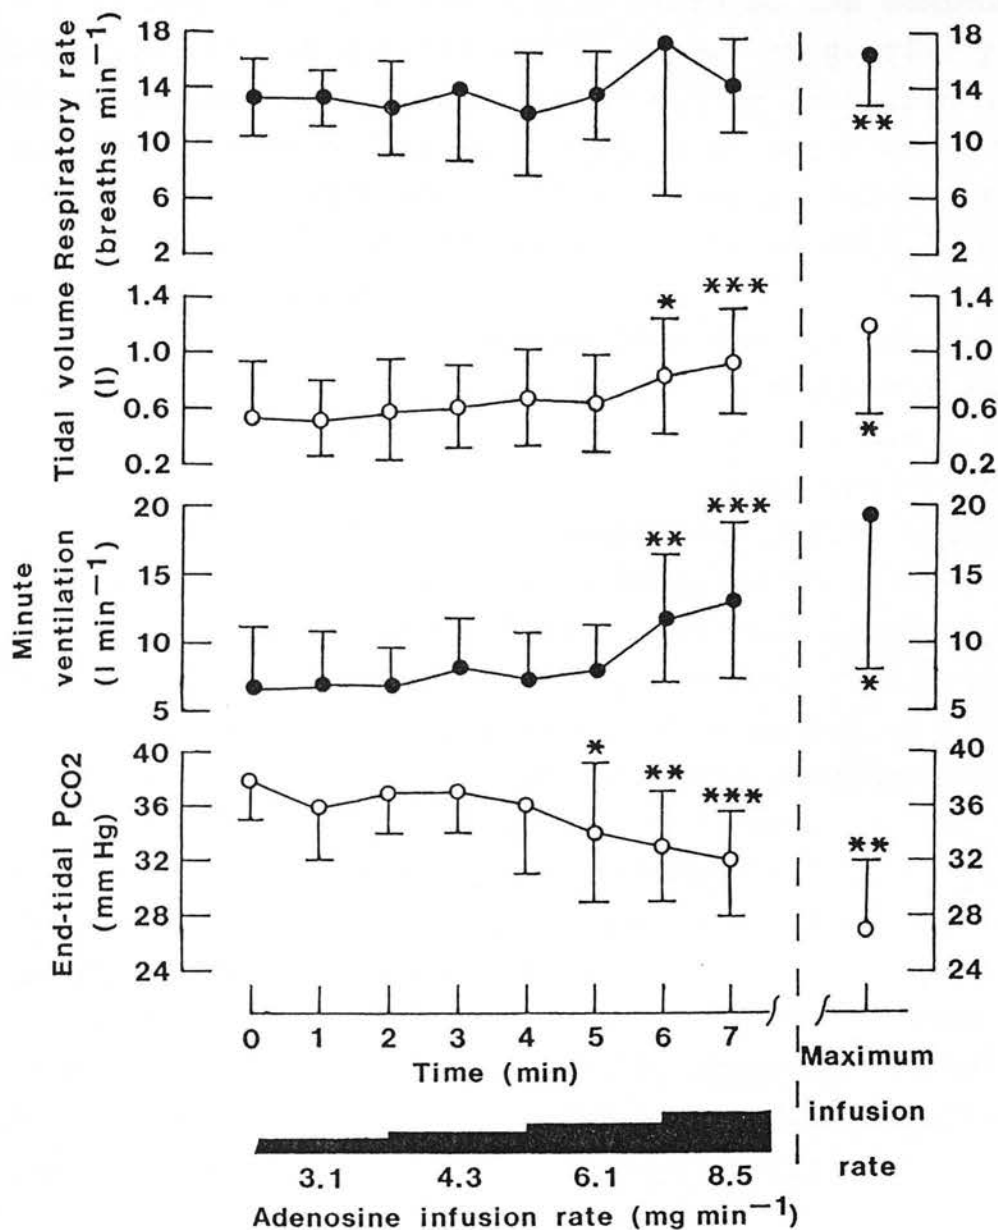 Respiratory rate
(breaths min⁻¹)
18
14
10
6
2
18
14
10
6
2
**
Tidal volume
(l)
1.4
1.0
0.6
0.2
*
***
1.4
1.0
0.6
0.2
*
Minute
ventilation
(l min⁻¹)
20
15
10
5
**
***
20
15
10
5
*
End-tidal PCO2
(mm Hg)
40
36
32
28
24
*
**
***
**
40
36
32
28
24
0 1 2 3 4 5 6 7
Time (min)
Maximum
infusion
rate
3.1 4.3 6.1 8.5
Adenosine infusion rate (mg min⁻¹)